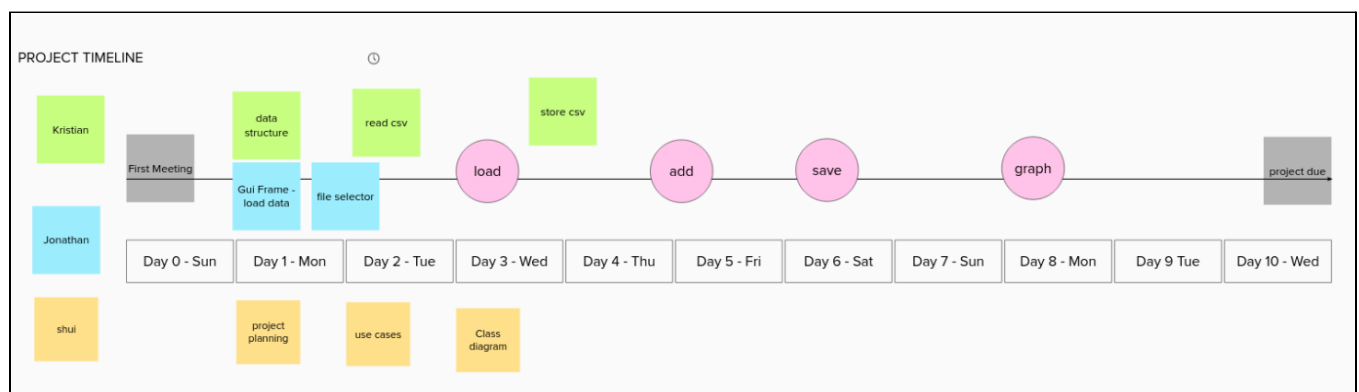 PROJECT TIMELINE
Kristian
data
structure
read csv
store csv
First Meeting
load
add
save
graph
project due
Gui Frame -
load data
file selector
Jonathan
Day 0 - Sun
Day 1 - Mon
Day 2 - Tue
Day 3 - Wed
Day 4 - Thu
Day 5 - Fri
Day 6 - Sat
Day 7 - Sun
Day 8 - Mon
Day 9 Tue
Day 10 - Wed
shui
project
planning
use cases
Class
diagram